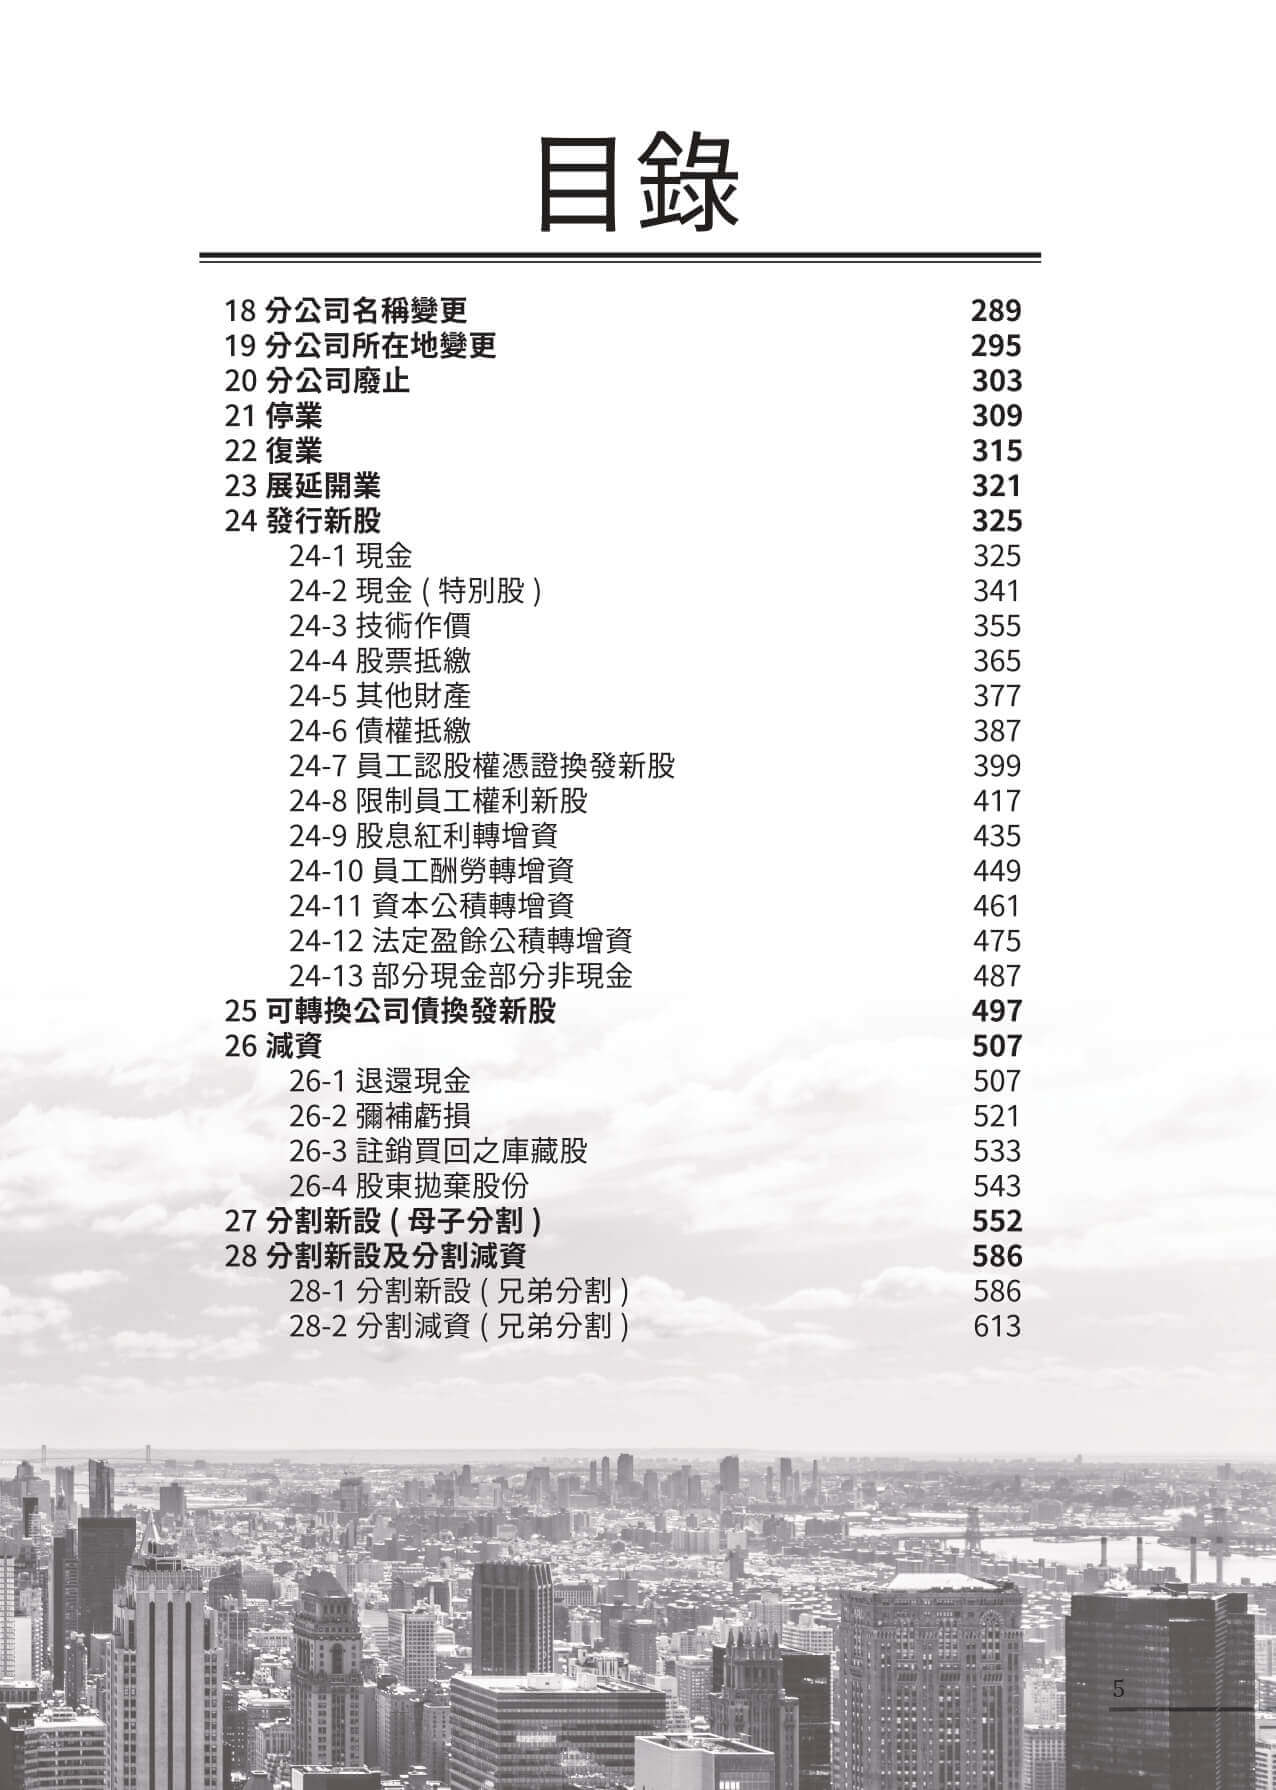 目錄
18 分公司名稱變更 289
19 分公司所在地變更 295
20 分公司廢止 303
21 停業 309
22 復業 315
23 展延開業 321
24 發行新股 325
24-1 現金 325
24-2 現金 ( 特別股 ) 341
24-3 技術作價 355
24-4 股票抵繳 365
24-5 其他財產 377
24-6 債權抵繳 387
24-7 員工認股權憑證換發新股 399
24-8 限制員工權利新股 417
24-9 股息紅利轉增資 435
24-10 員工酬勞轉增資 449
24-11 資本公積轉增資 461
24-12 法定盈餘公積轉增資 475
24-13 部分現金部分非現金 487
25 可轉換公司債換發新股 497
26 減資 507
26-1 退還現金 507
26-2 彌補虧損 521
26-3 註銷買回之庫藏股 533
26-4 股東拋棄股份 543
27 分割新設 ( 母子分割 ) 552
28 分割新設及分割減資 586
28-1 分割新設 ( 兄弟分割 ) 586
28-2 分割減資 ( 兄弟分割 ) 613
5